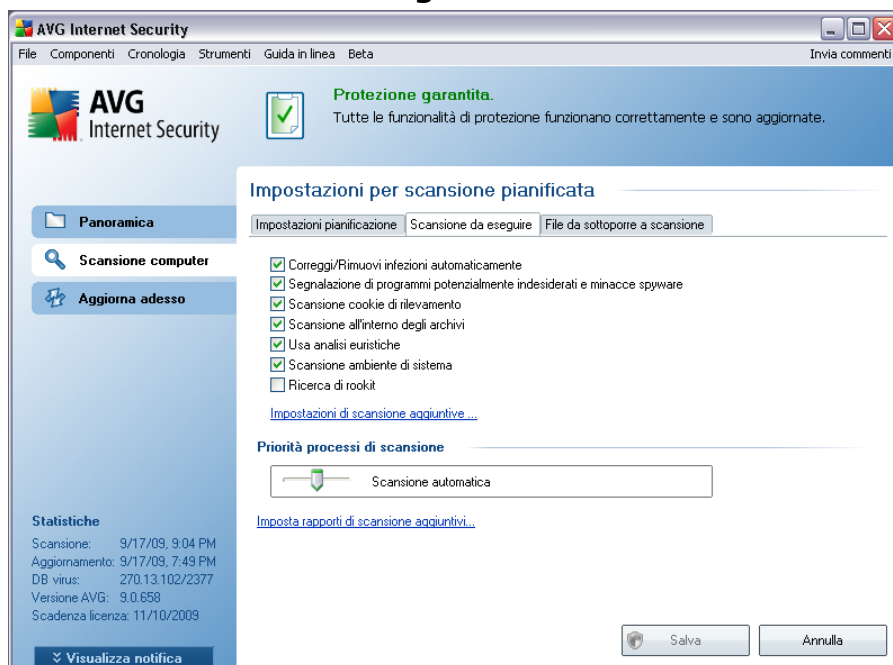 AVG Internet Security
File Componenti Cronologia Strumenti Guida in linea Beta Invia commenti
AVG
Internet Security
Protezione garantita.
Tutte le funzionalità di protezione funzionano correttamente e sono aggiornate.
Impostazioni per scansione pianificata
Panoramica
Scansione computer
Aggiorna adesso
Impostazioni pianificazione Scansione da eseguire File da sottoporre a scansione
Correggi/Rimuovi infezioni automaticamente
Segnalazione di programmi potenzialmente indesiderati e minacce spyware
Scansione cookie di rilevamento
Scansione all'interno degli archivi
Usa analisi euristiche
Scansione ambiente di sistema
Ricerca di rookit
Impostazioni di scansione aggiuntive ...
Priorità processi di scansione
Scansione automatica
Imposta rapporti di scansione aggiuntivi...
Statistiche
Scansione: 9/17/09, 9:04 PM
Aggiornamento: 9/17/09, 7:49 PM
DB virus: 270.13.102/2377
Versione AVG: 9.0.658
Scadenza licenza: 11/10/2009
Visualizza notifica
Salva
Annulla